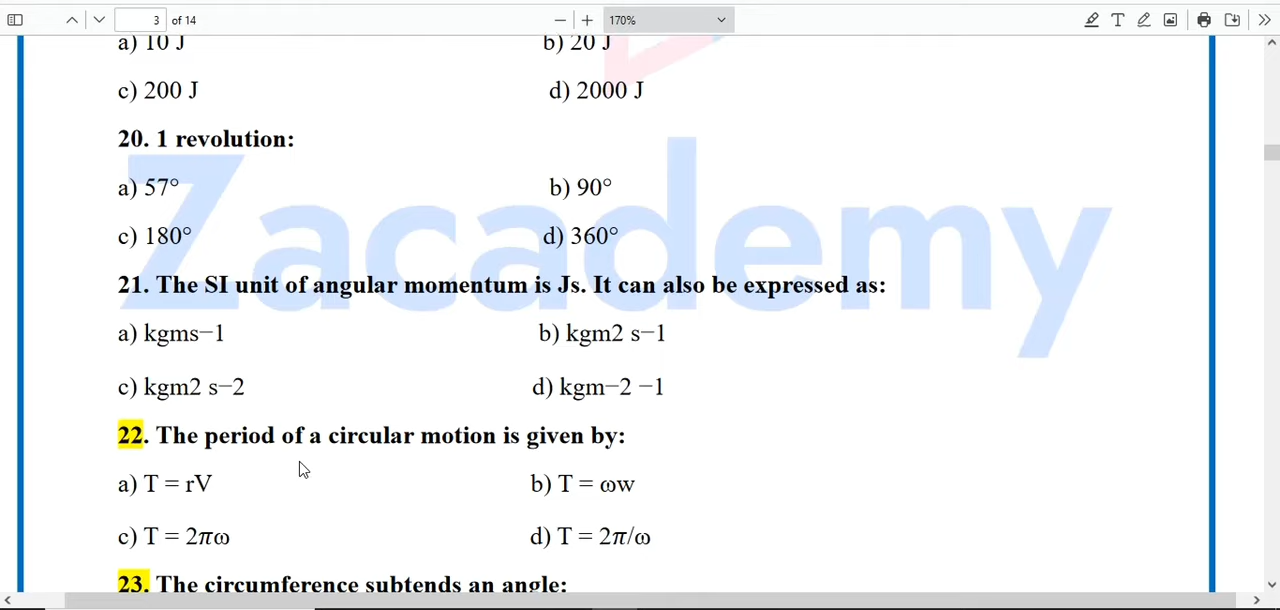 3 of 14
170%
a) 10 J b) 20 J
c) 200 J d) 2000 J
20. 1 revolution:
a) 57° b) 90°
c) 180° d) 360°
21. The SI unit of angular momentum is Js. It can also be expressed as:
a) kgms−1 b) kgm2 s−1
c) kgm2 s−2 d) kgm−2 −1
22. The period of a circular motion is given by:
a) T = rV b) T = ωw
c) T = 2πω d) T = 2π/ω
23. The circumference subtends an angle:
Zacademy